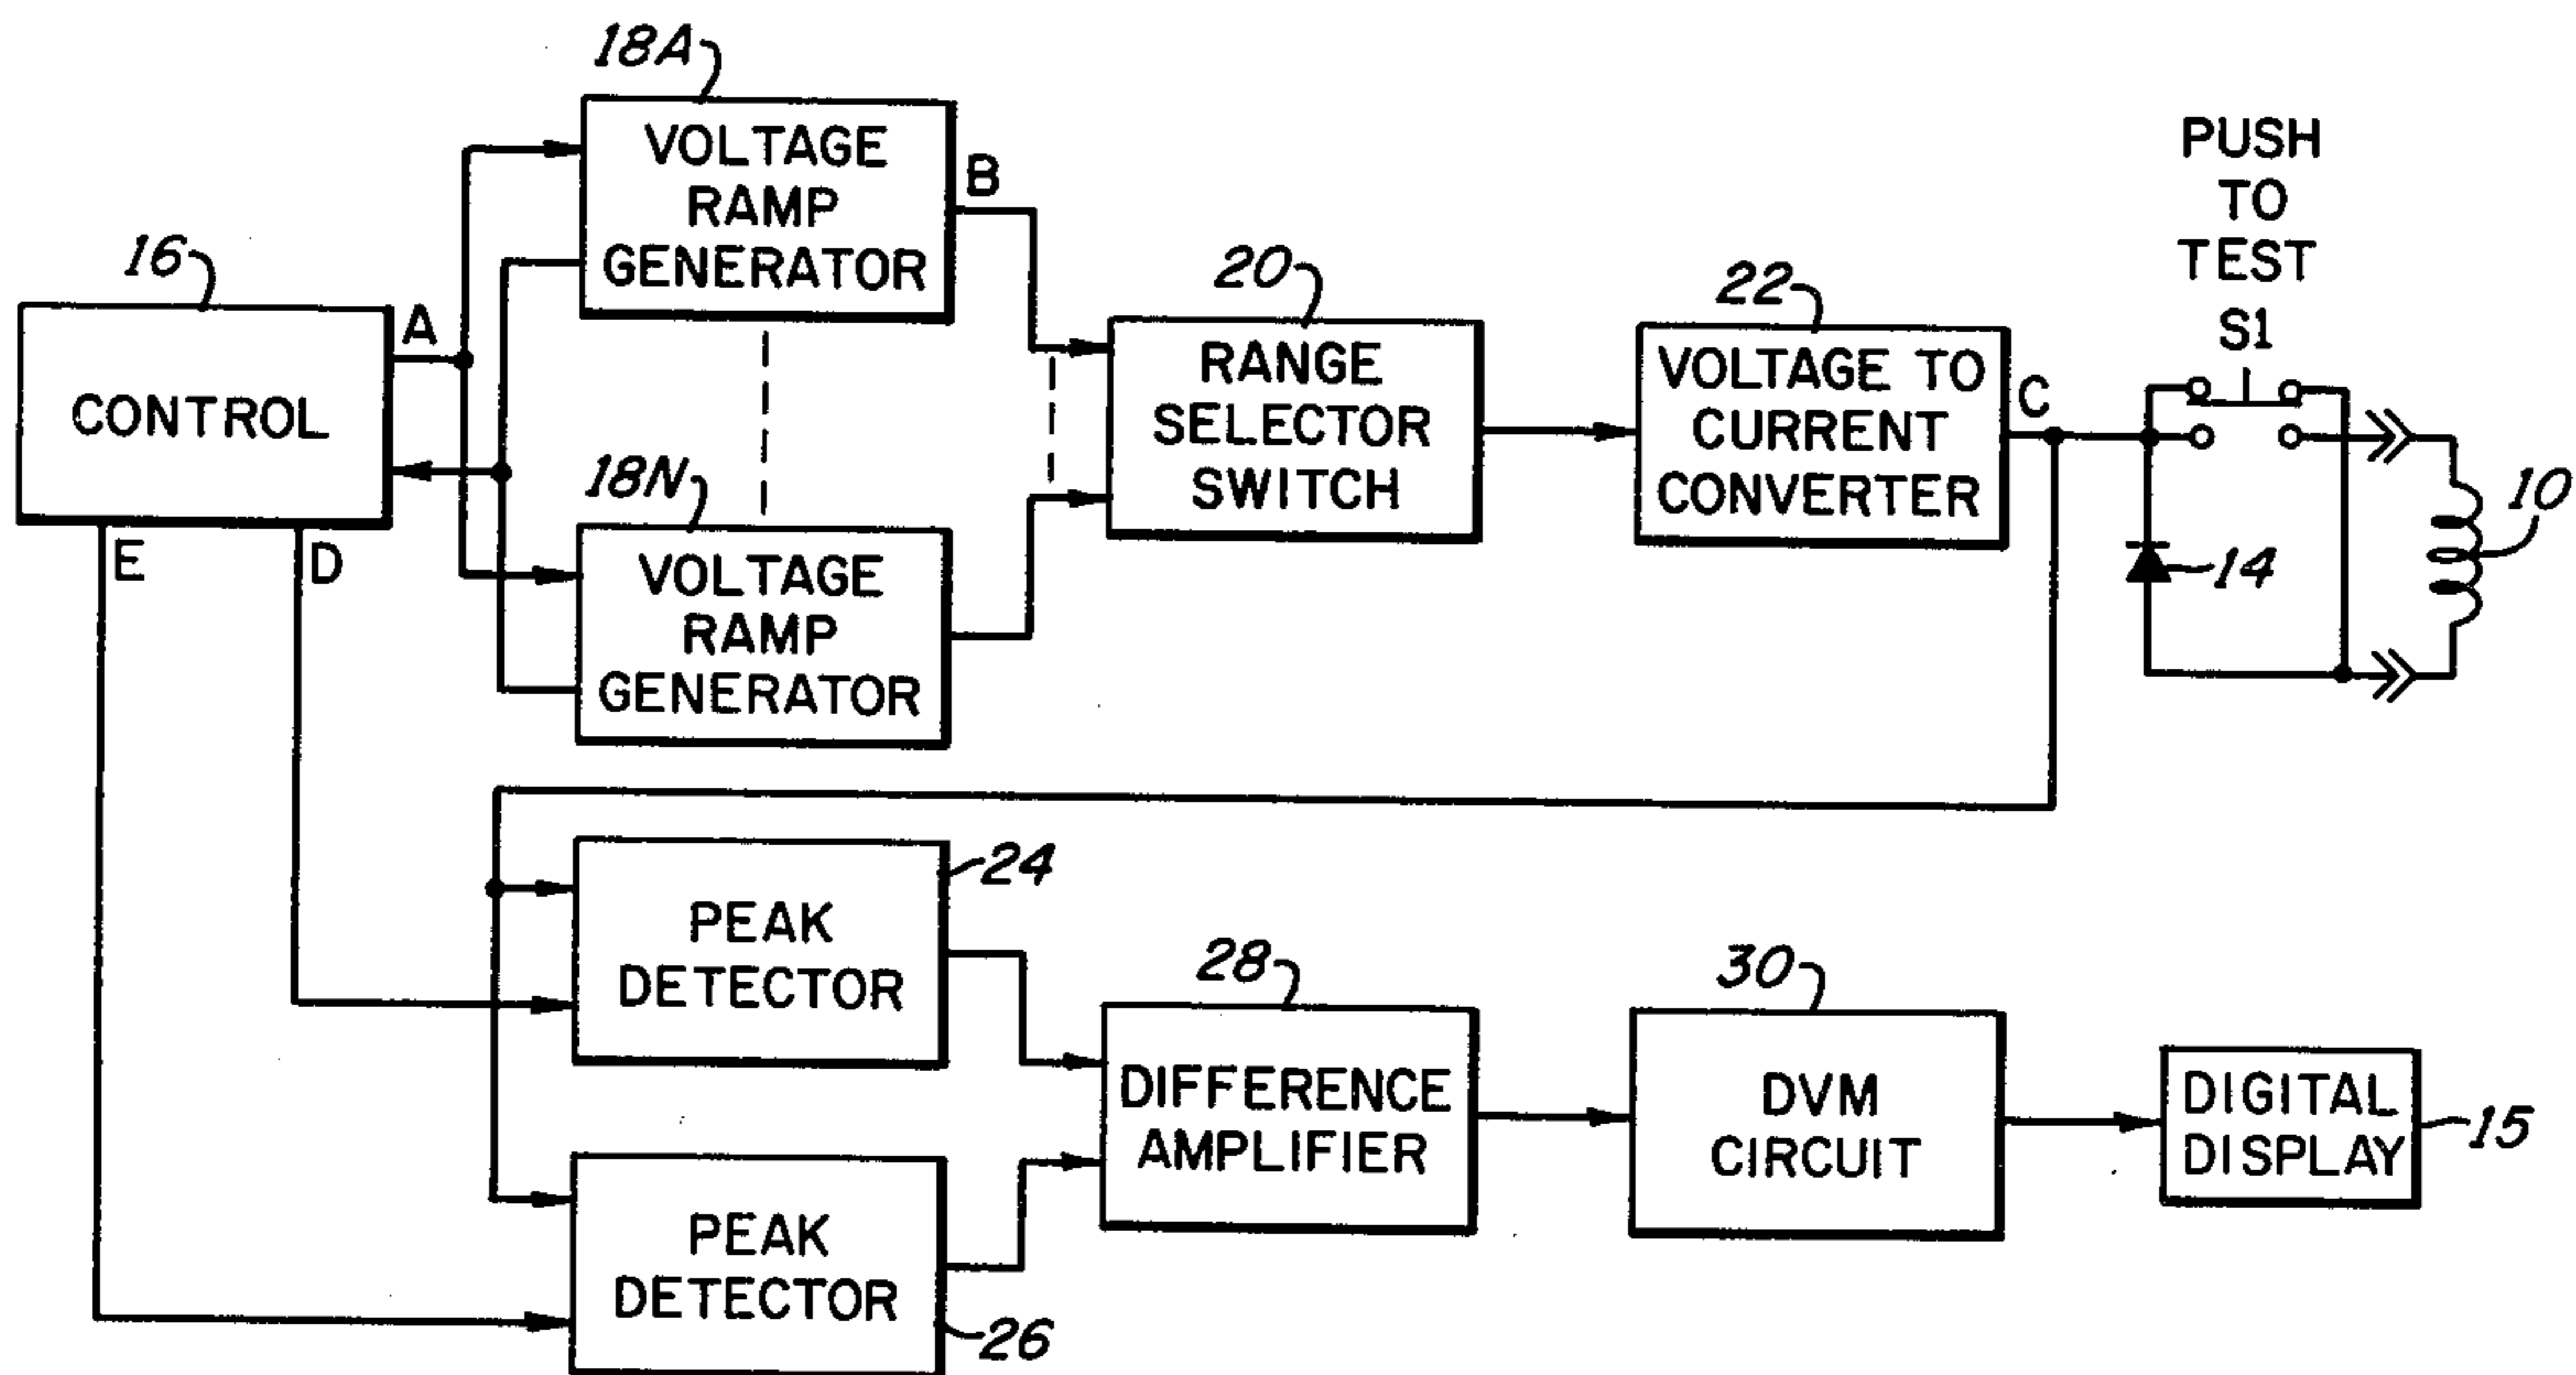 18A
VOLTAGE
RAMP
GENERATOR
B
16
A
CONTROL
E
D
18N
VOLTAGE
RAMP
GENERATOR
20
RANGE
SELECTOR
SWITCH
22
VOLTAGE TO
CURRENT
CONVERTER
C
PUSH
TO
TEST
S1
10
14
24
PEAK
DETECTOR
PEAK
DETECTOR
26
28
DIFFERENCE
AMPLIFIER
30
DVM
CIRCUIT
DIGITAL
DISPLAY
15